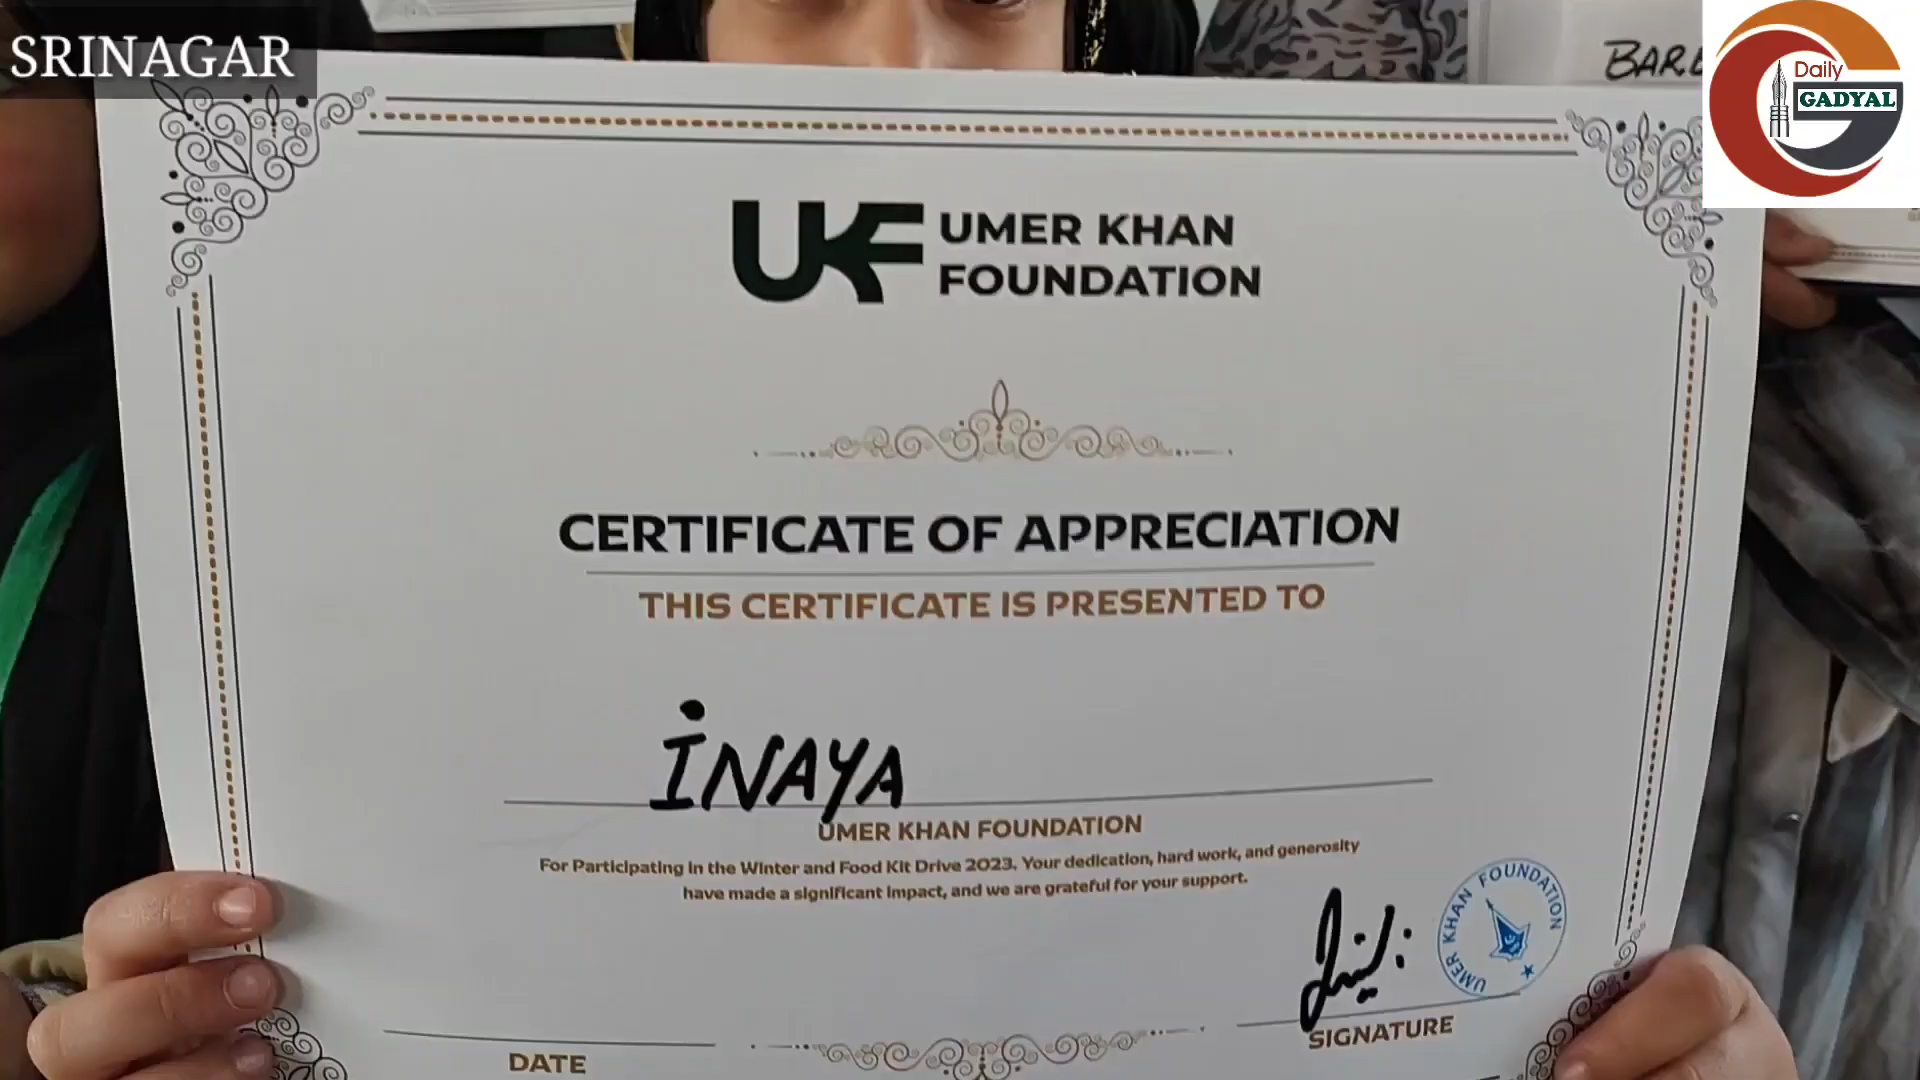 SRINAGAR
Daily
GADYAL
UKF UMER KHAN
FOUNDATION
CERTIFICATE OF APPRECIATION
THIS CERTIFICATE IS PRESENTED TO
iNAYA
UMER KHAN FOUNDATION
For Participating in the Winter and Food Kit Drive 2023. Your dedication, hard work, and generosity
have made a significant impact, and we are grateful for your support.
UMER KHAN FOUNDATION
DATE
SIGNATURE